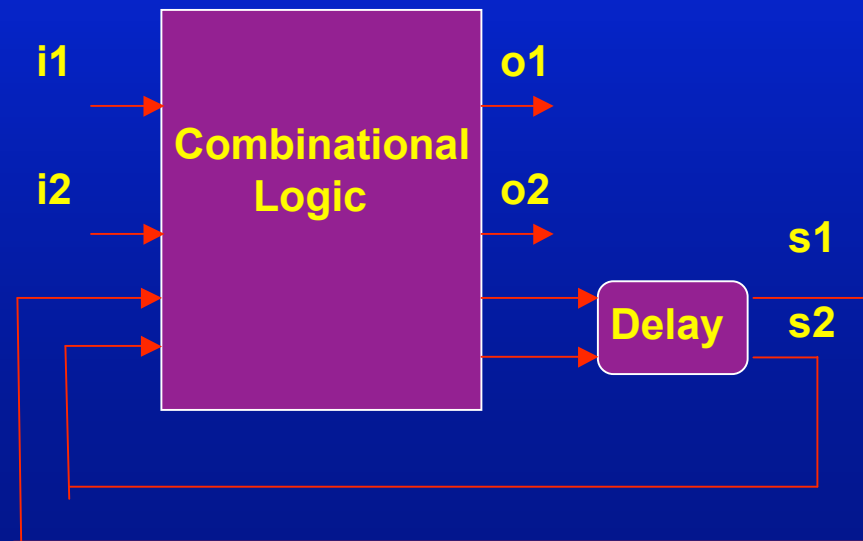 i1
o1
Combinational
Logic
i2
o2
s1
Delay
s2